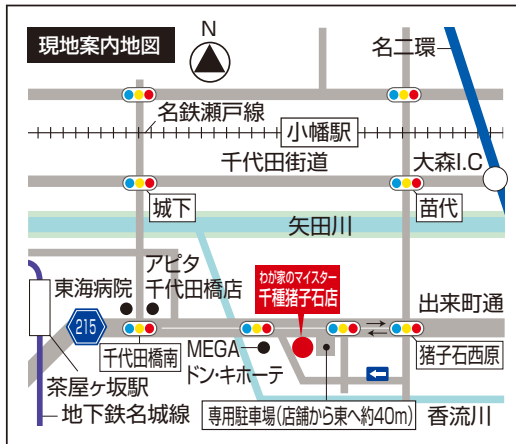 現地案内地図
N
名二環
名鉄瀬戸線
小幡駅
千代田街道
大森I.C
城下
苗代
矢田川
アピタ
千代田橋店
東海病院
わが家のマイスター
千種猪子石店
出来町通
215
千代田橋南
MEGA
ドン・キホーテ
猪子石西原
茶屋ヶ坂駅
地下鉄名城線
専用駐車場(店舗から東へ約40m)
香流川